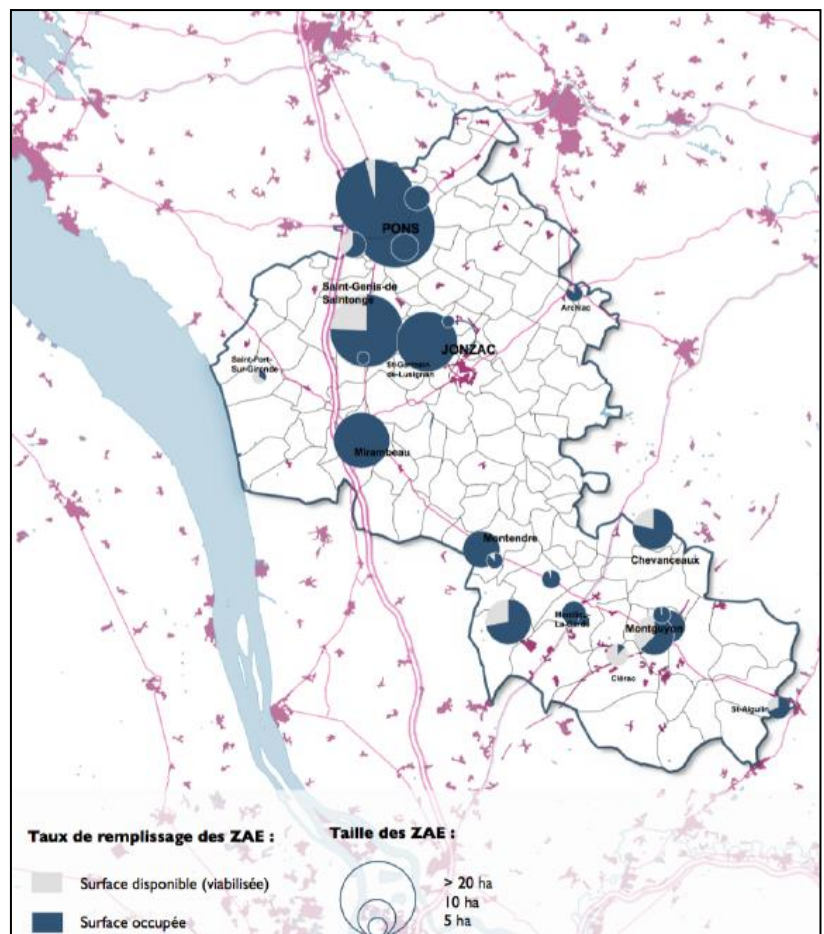 PONS
Saint-Genis-de
Saintonge
Archiac
JONZAC
St-Germain
de-Lusignan
Saint-Fort-
Sur-Gironde
Mirambeau
Montendre
Chevanceaux
La-Garde
Montguyon
Clérac
St-Aigulin
Taux de remplissage des ZAE :
Surface disponible (viabilisée)
Surface occupée
Taille des ZAE :
> 20 ha
10 ha
5 ha